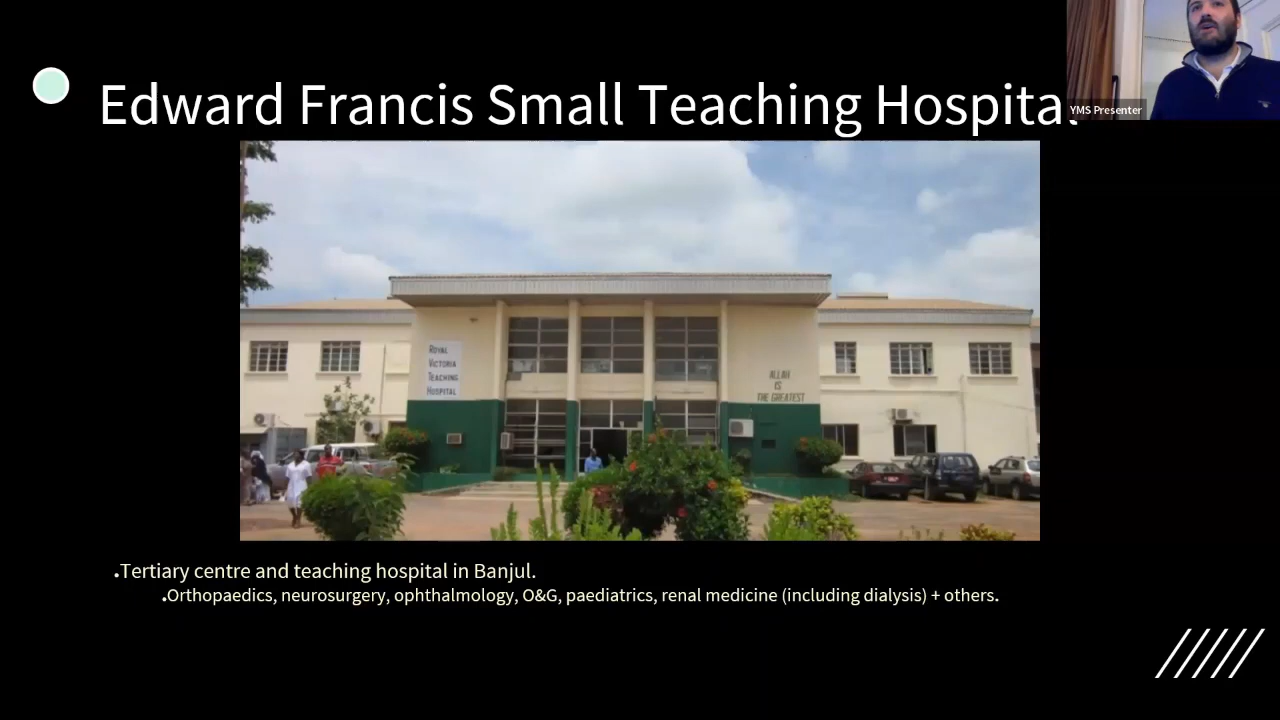 Edward Francis Small Teaching Hospital
YMS Presenter
ROYAL
VICTORIA
TEACHING
HOSPITAL
ALLAH
IS
THE GREATEST
.Tertiary centre and teaching hospital in Banjul.
.Orthopaedics, neurosurgery, ophthalmology, O&G, paediatrics, renal medicine (including dialysis) + others.